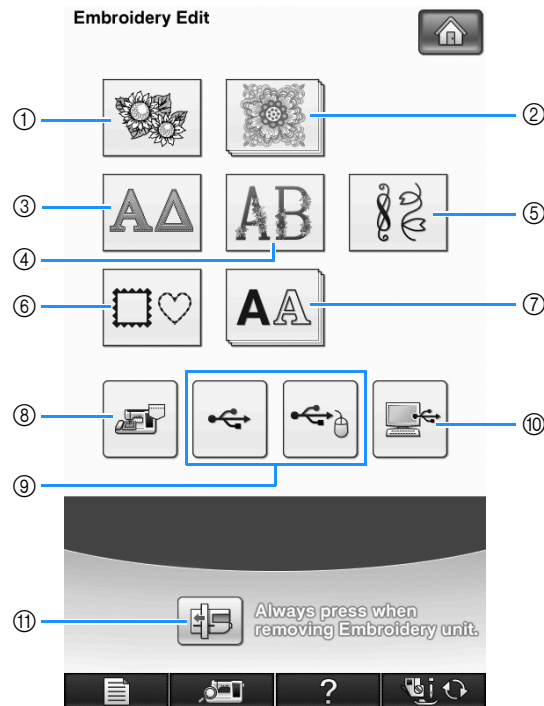 Embroidery Edit
①
②
③
ΑΔ
④
AB
⑤
⑥
⑦
AA
⑧
⑨
⑩
⑪
Always press when
removing Embroidery unit.
?